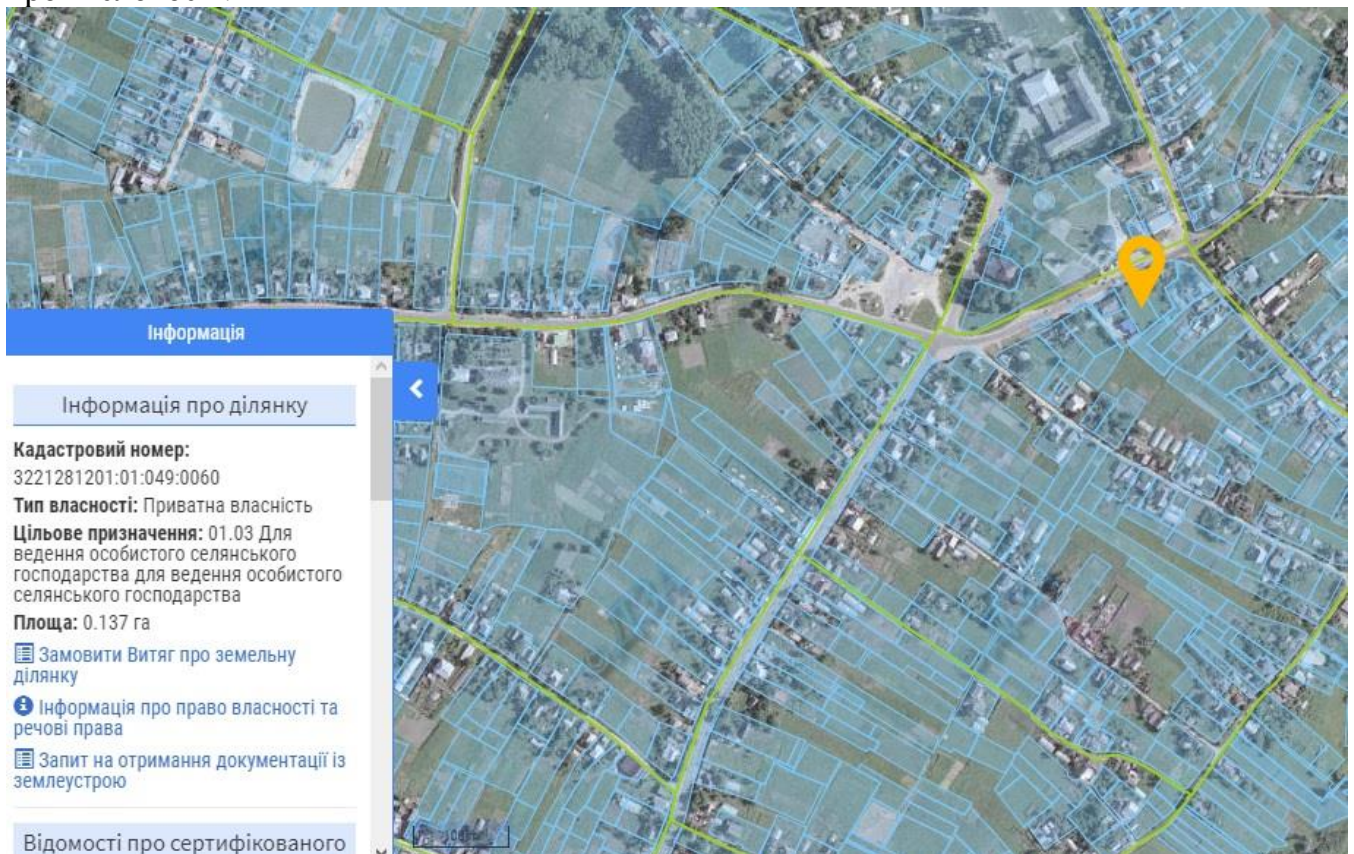 Інформація
Інформація про ділянку
Кадастровий номер:
3221281201:01:049:0060
Тип власності: Приватна власність
Цільове призначення: 01.03 Для
ведення особистого селянського
господарства для ведення особистого
селянського господарства
Площа: 0.137 га
Замовити Витяг про земельну
ділянку
Інформація про право власності та
речові права
Запит на отримання документації із
землеустрою
Відомості про сертифікованого